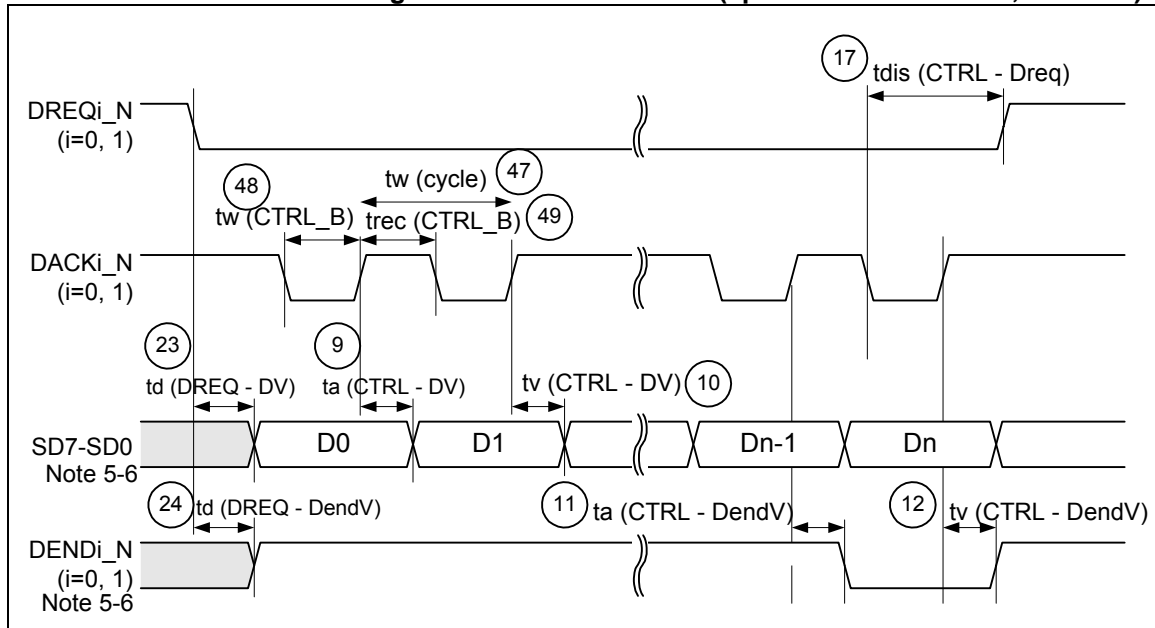 17
tdis (CTRL - Dreq)
DREQi_N
(i=0, 1)
48
tw (cycle)
47
tw (CTRL_B)
trec (CTRL_B)
49
DACKi_N
(i=0, 1)
23
9
td (DREQ - DV)
ta (CTRL - DV)
tv (CTRL - DV)
10
SD7-SD0
Note 5-6
D0
D1
Dn-1
Dn
24
td (DREQ - DendV)
11
ta (CTRL - DendV)
12
tv (CTRL - DendV)
DENDi_N
(i=0, 1)
Note 5-6